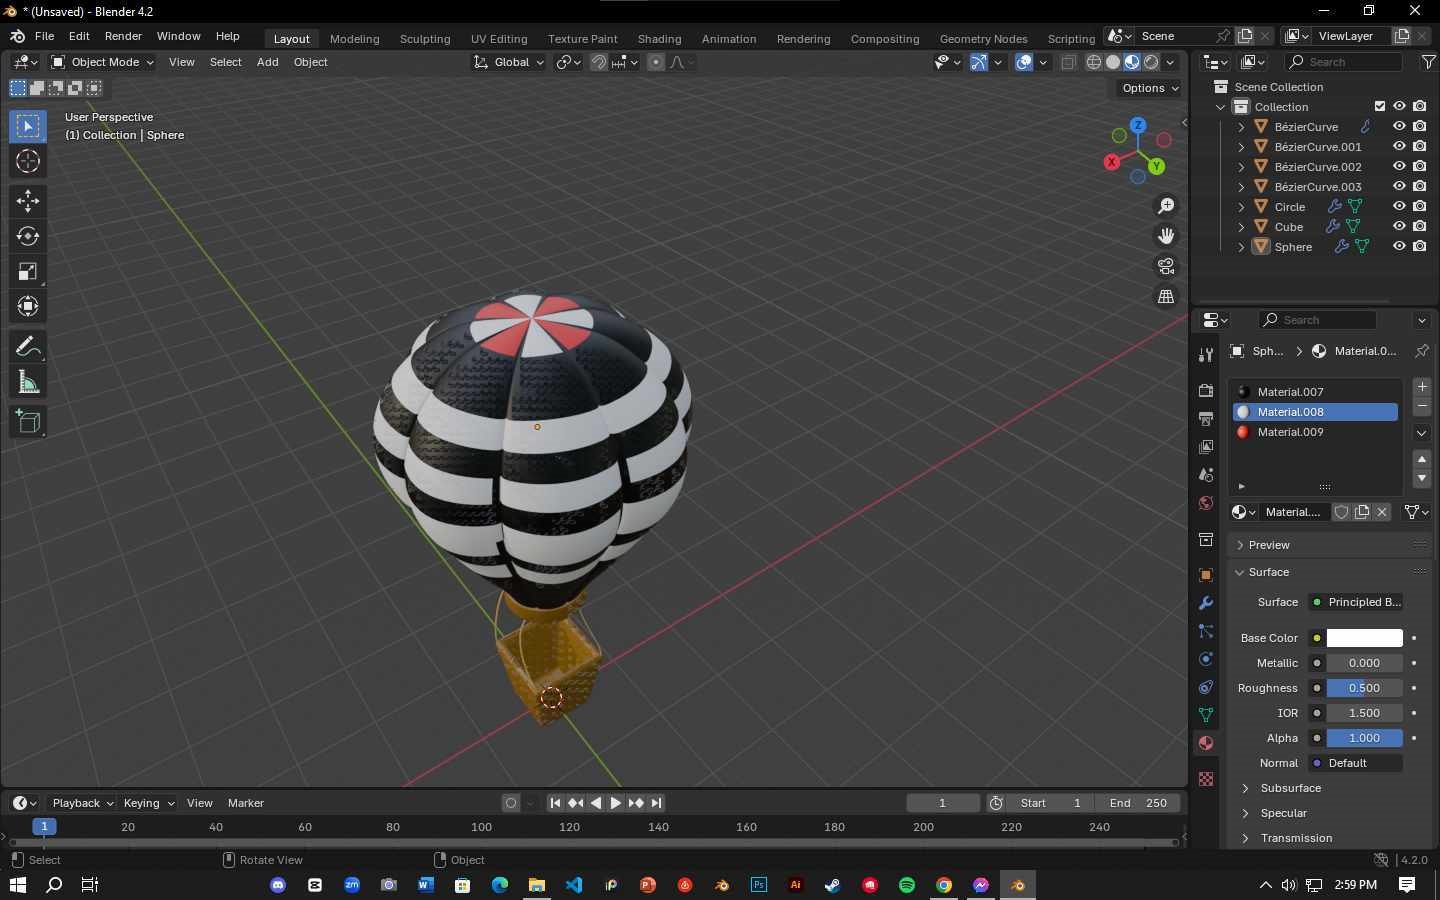 * (Unsaved) - Blender 4.2
File Edit Render Window Help Layout Modeling Sculpting UV Editing Texture Paint Shading Animation Rendering Compositing Geometry Nodes Scripting Scene ViewLayer
Object Mode View Select Add Object Global Search
Options
User Perspective
(1) Collection | Sphere
Z
X
Y
Scene Collection
Collection
BézierCurve
BézierCurve.001
BézierCurve.002
BézierCurve.003
Circle
Cube
Sphere
Search
Sph... Material.0...
Material.007
Material.008
Material.009
Material....
Preview
Surface
Surface Principled B...
Base Color
Metallic 0.000
Roughness 0.500
IOR 1.500
Alpha 1.000
Normal Default
Subsurface
Specular
Transmission
Playback Keying View Marker 1 Start 1 End 250
1 20 40 60 80 100 120 140 160 180 200 220 240
Select Rotate View Object 4.2.0
zm W P Ps Ai 2:59 PM